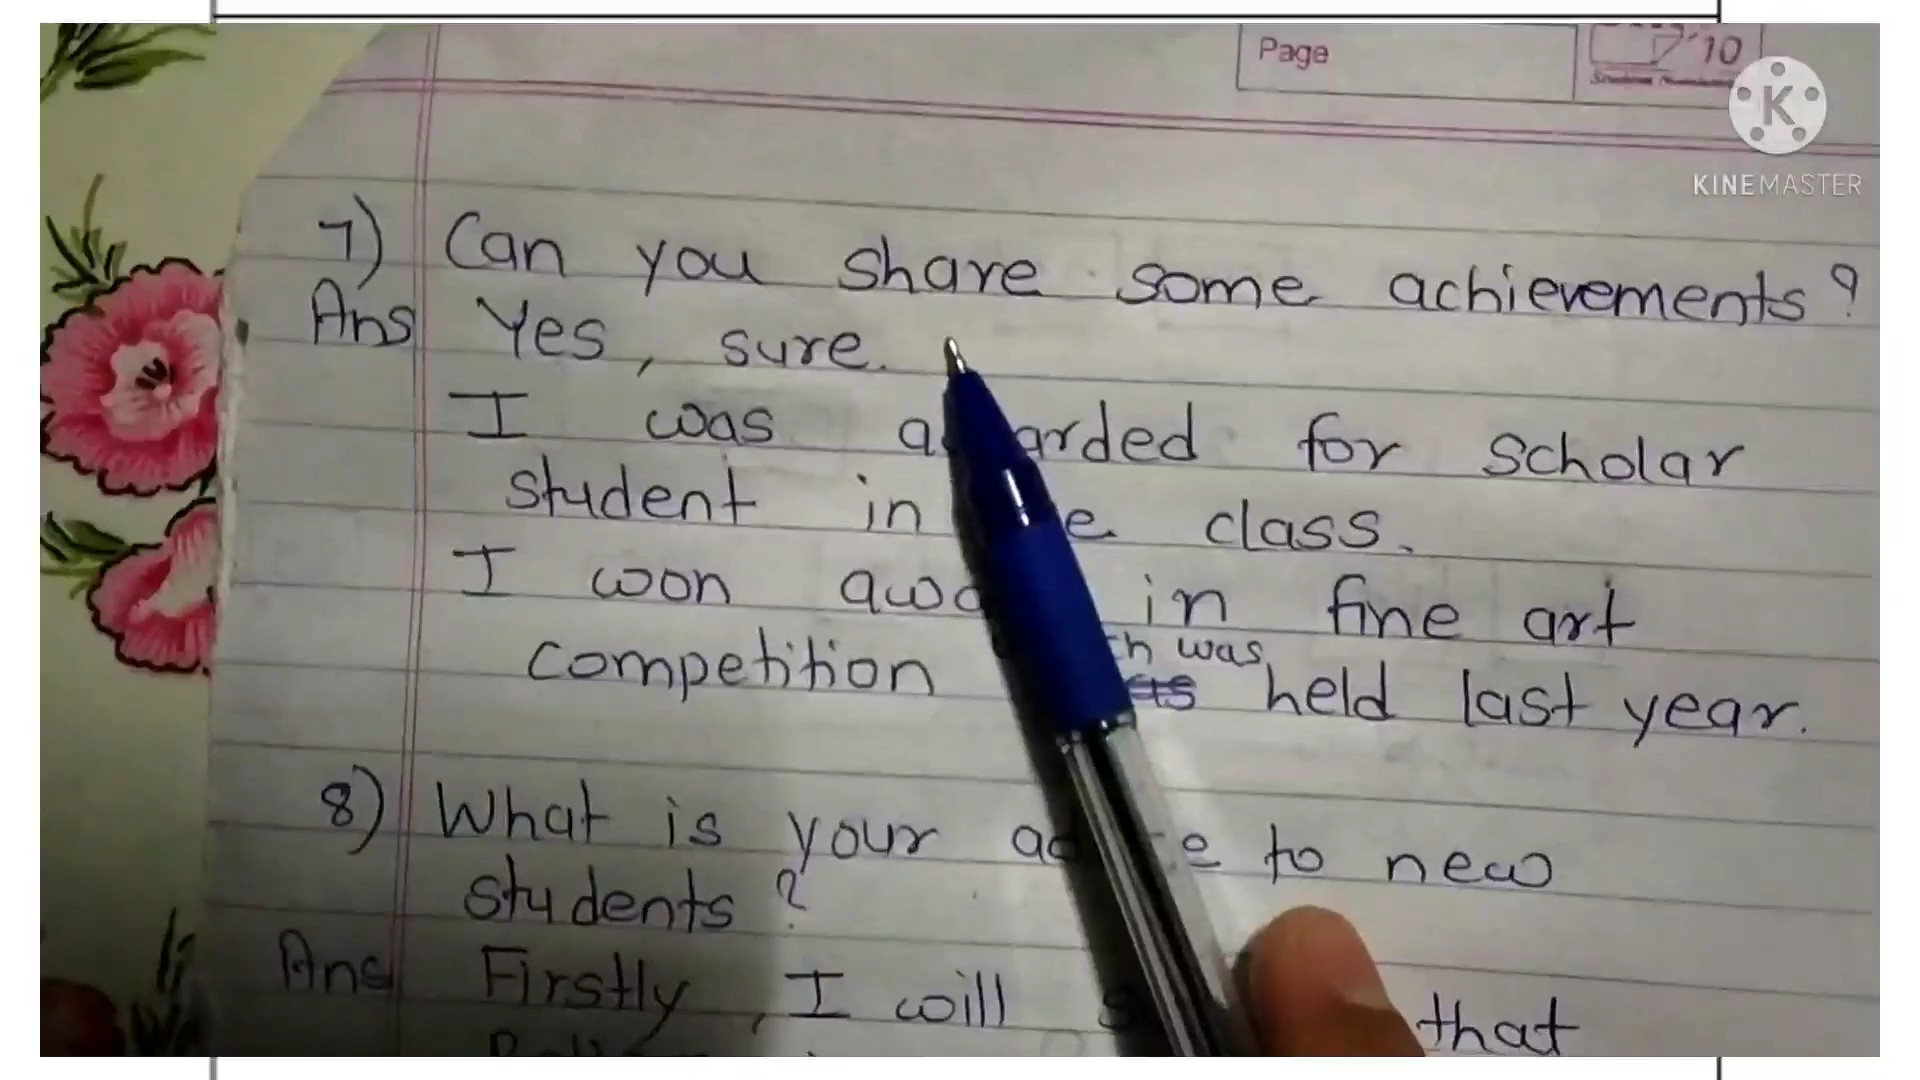 Page
'10
KINEMASTER
7) Can you share some achievements?
Ans Yes, sure.
I was for scholar
student in class.
I won in fine art
competition was
held last year.
8) What is your to new
students?
Ans Firstly, I will that